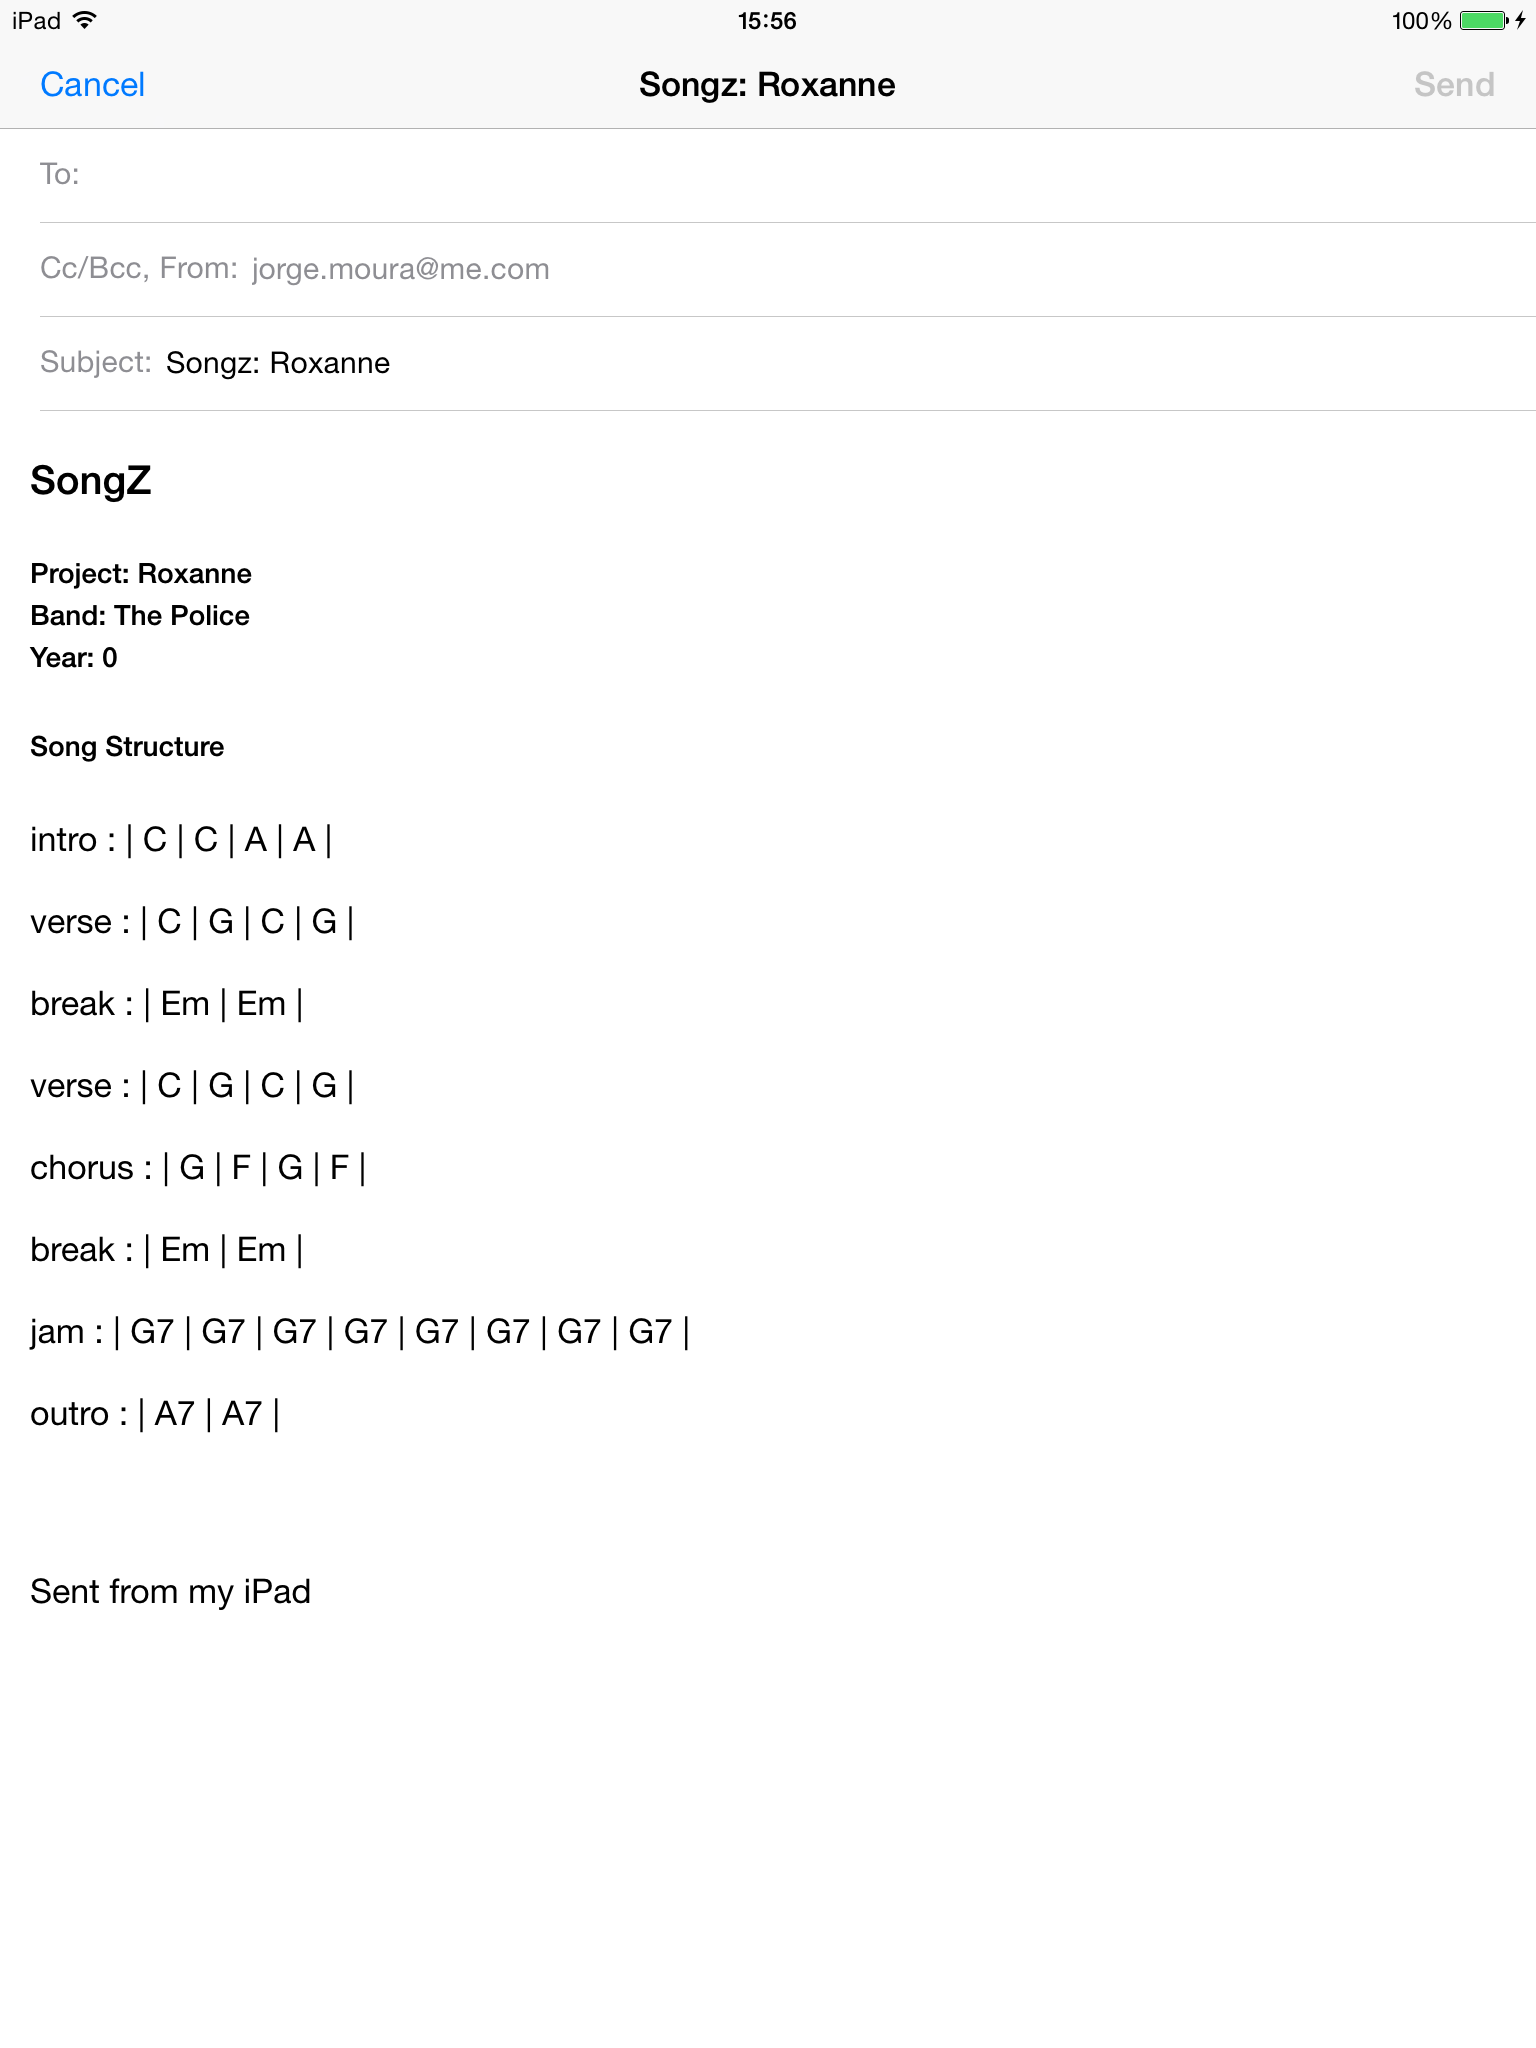 iPad 15:56 100%
Cancel Songz: Roxanne Send
To:
Cc/Bcc, From: jorge.moura@me.com
Subject: Songz: Roxanne
SongZ
Project: Roxanne
Band: The Police
Year: 0
Song Structure
intro : | C | C | A | A |
verse : | C | G | C | G |
break : | Em | Em |
verse : | C | G | C | G |
chorus : | G | F | G | F |
break : | Em | Em |
jam : | G7 | G7 | G7 | G7 | G7 | G7 | G7 | G7 |
outro : | A7 | A7 |
Sent from my iPad